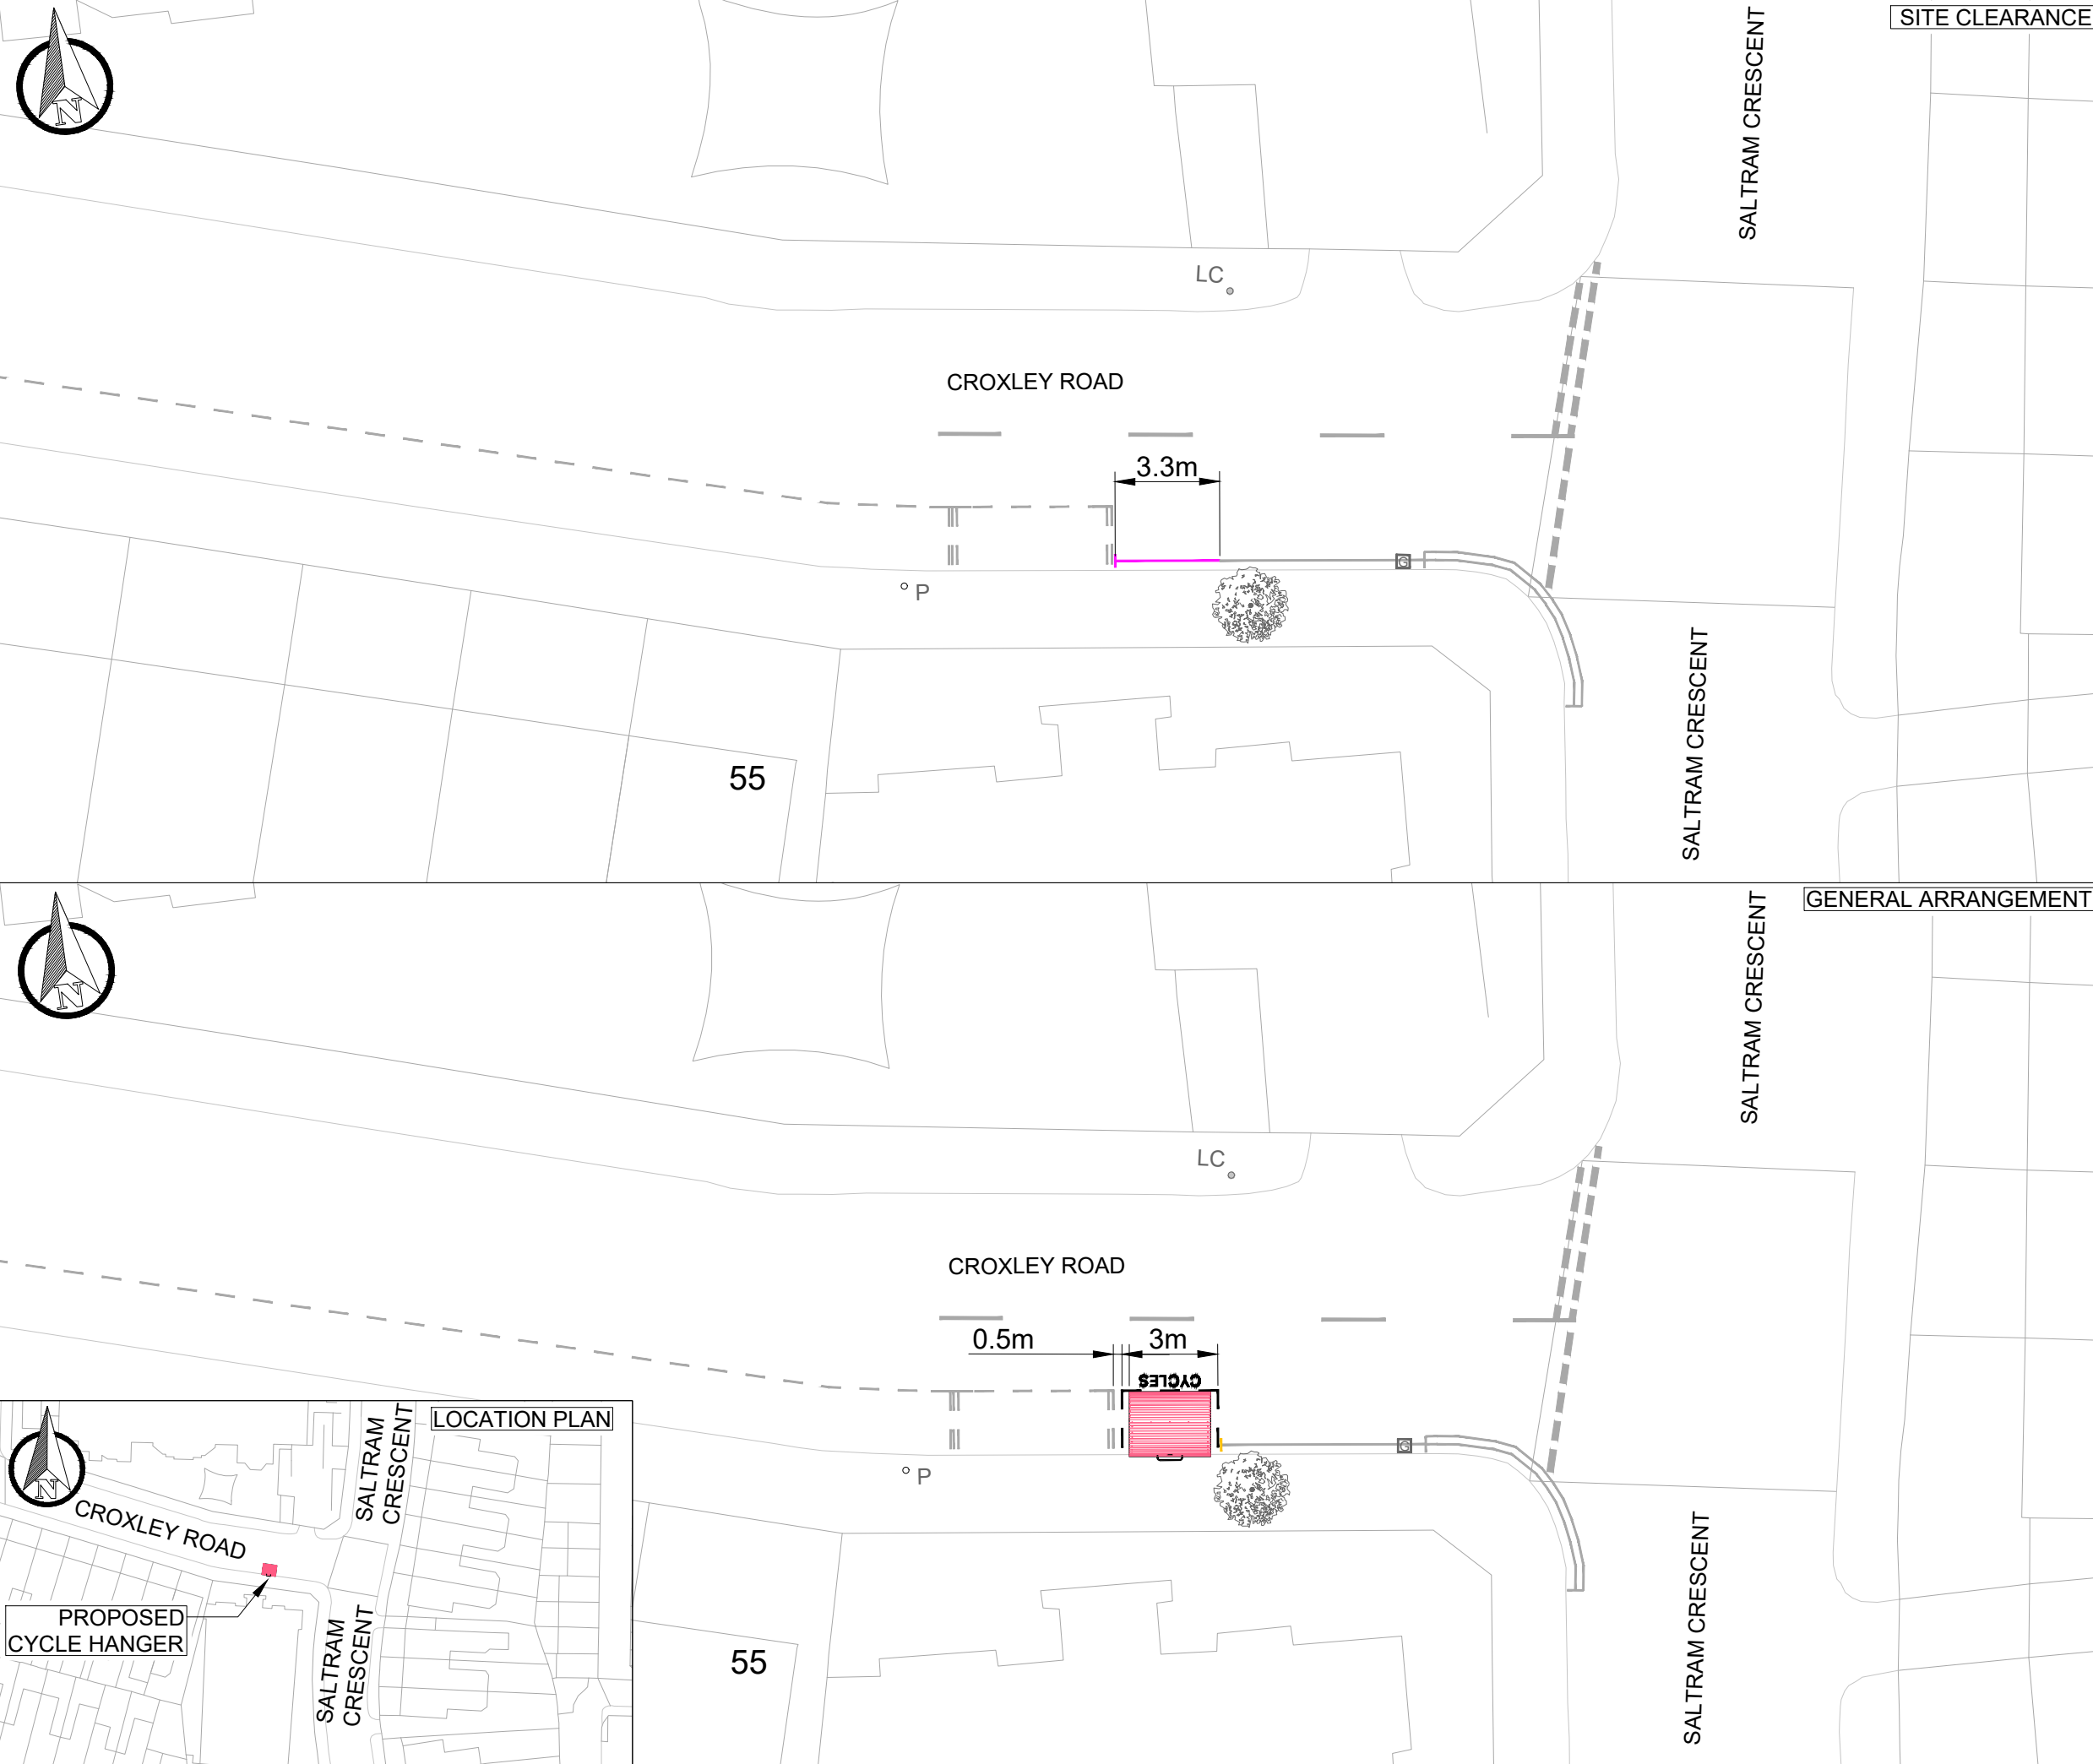 SITE CLEARANCE
N
SALTRAM CRESCENT
LC
CROXLEY ROAD
3.3m
G
P
SALTRAM CRESCENT
55
GENERAL ARRANGEMENT
N
SALTRAM CRESCENT
LC
CROXLEY ROAD
0.5m
3m
CYCLES
G
P
SALTRAM CRESCENT
55
LOCATION PLAN
N
SALTRAM
CRESCENT
CROXLEY ROAD
PROPOSED
CYCLE HANGER
SALTRAM
CRESCENT